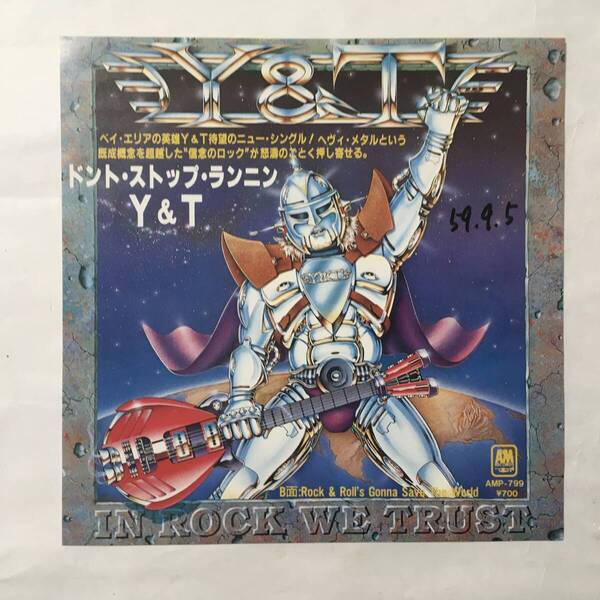 Y&T
ベイ・エリアの英雄Y&T待望のニュー・シングル! ヘヴィ・メタルという
既成概念を超越した"信念のロック"が怒濤のごとく押し寄せる。
ドント・ストップ・ランニン
Y&T
59.9.5
Y&T
A&M
AMP-799
¥700
B面:Rock & Roll's Gonna Save The World
IN ROCK WE TRUST